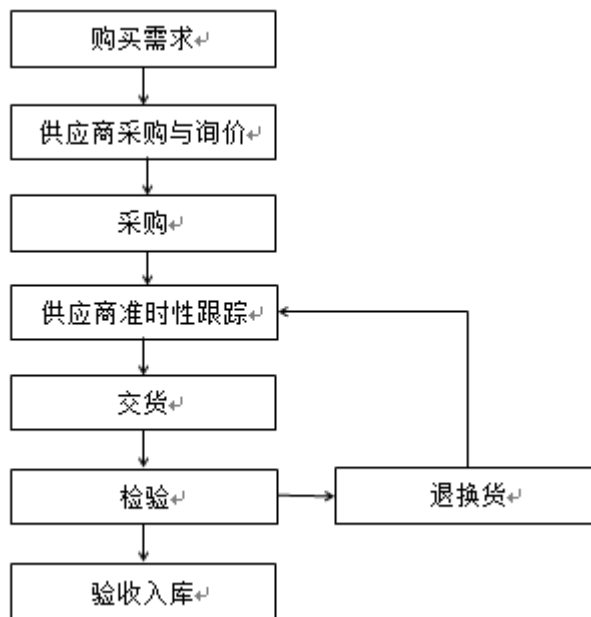 购买需求
供应商采购与询价
采购
供应商准时性跟踪
交货
检验
退换货
验收入库